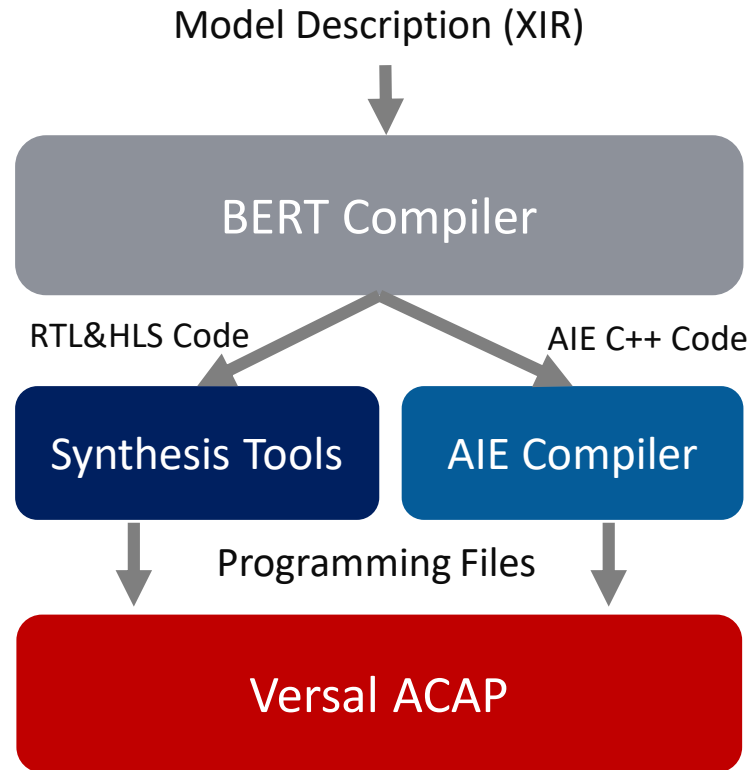 Model Description (XIR)
BERT Compiler
RTL&HLS Code
AIE C++ Code
Synthesis Tools
AIE Compiler
Programming Files
Versal ACAP